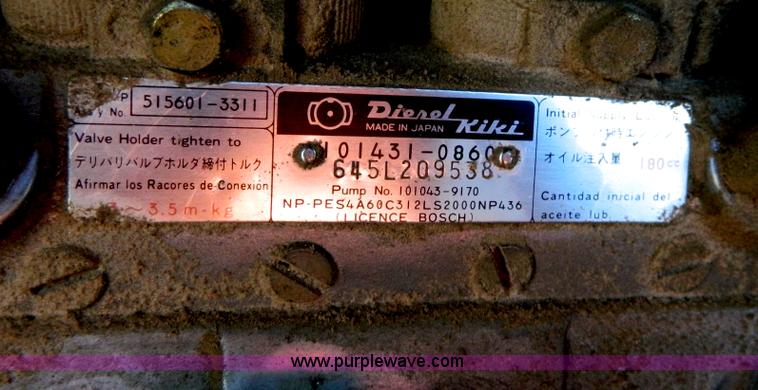 P 515601-3311
Ass'y No.
Valve Holder tighten to
デリバリバルブホルダ締付トルク
Afirmar los Racores de Conexión
3～3.5 m-kg
Diesel Kiki
MADE IN JAPAN
101431-0860
645L209538
Pump No. 101043-9170
NP-PES4A60C312LS2000NP436
(LICENCE BOSCH)
Initial
オイル注入量 180cc
Cantidad inicial del
aceite lub.
www.purplewave.com